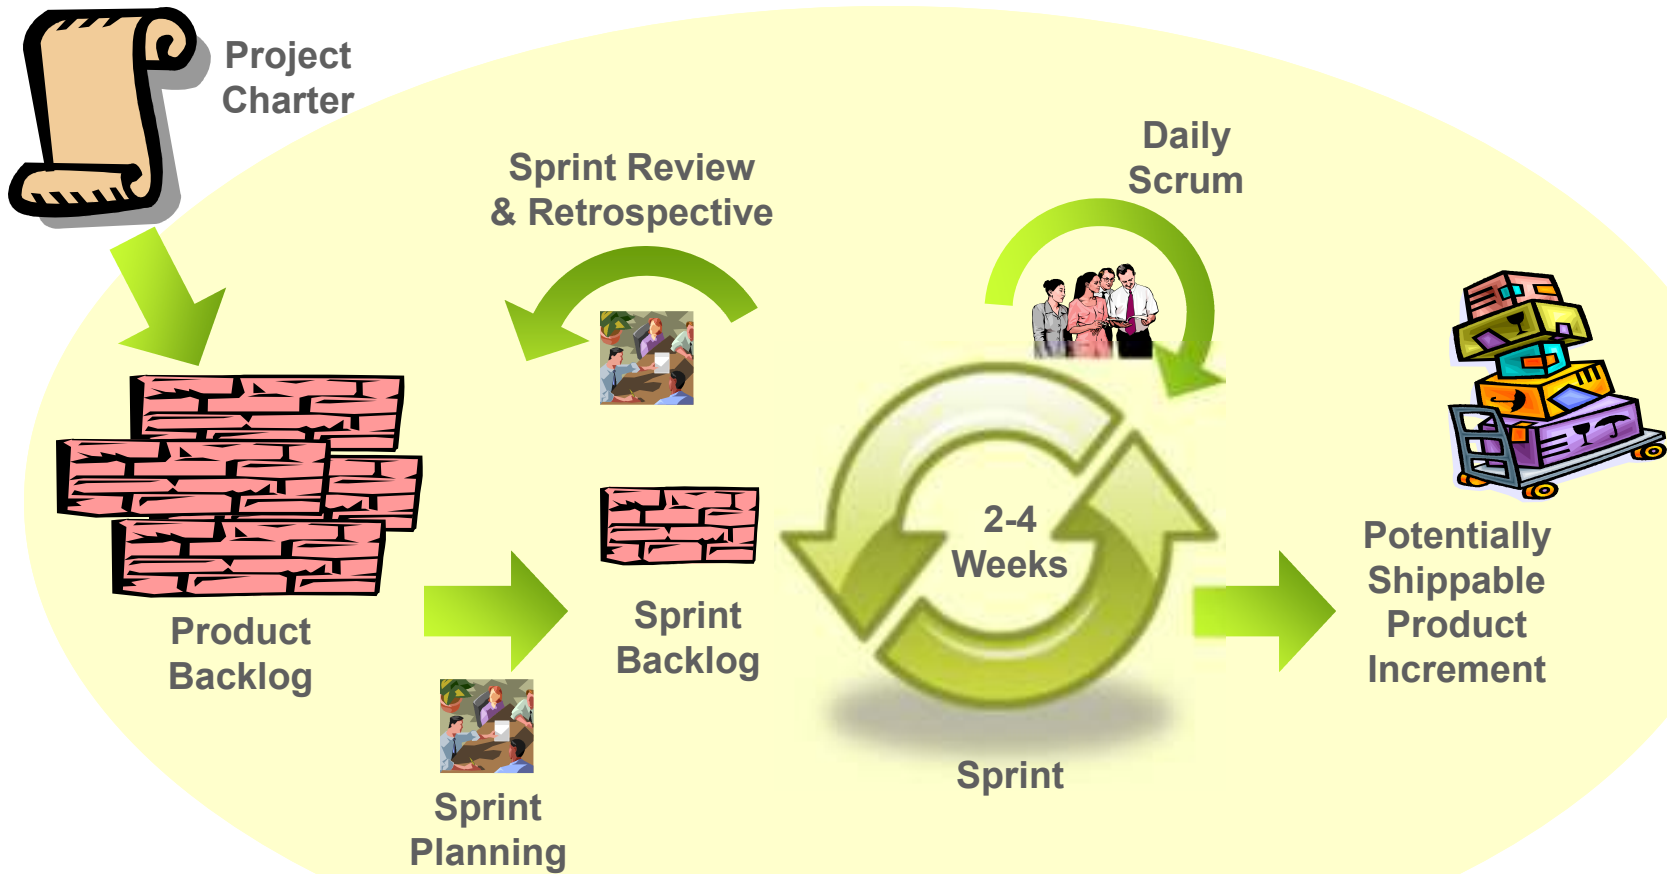 Project
Charter
Sprint Review
& Retrospective
Daily
Scrum
2-4
Weeks
Product
Backlog
Sprint
Backlog
Potentially
Shippable
Product
Increment
Sprint
Sprint
Planning